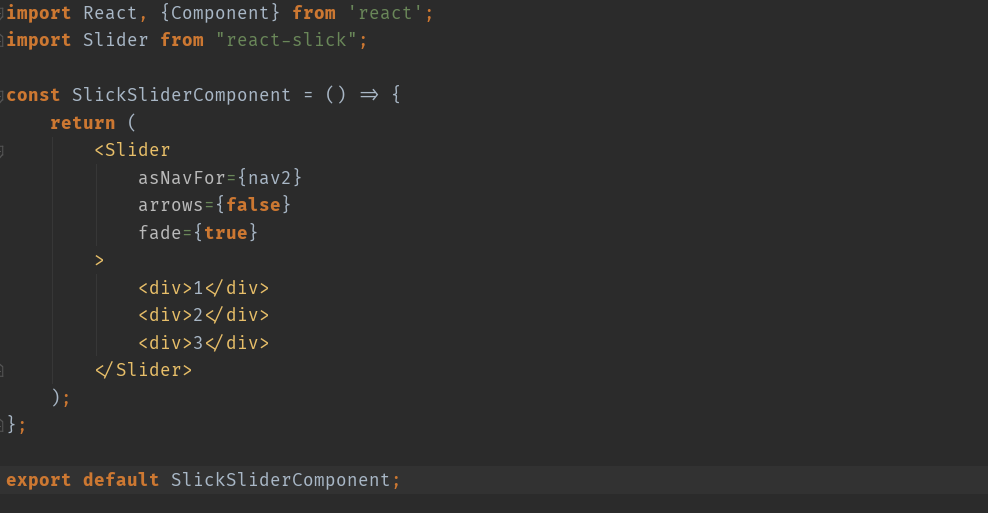 import React, {Component} from 'react';
import Slider from "react-slick";
const SlickSliderComponent = () => {
return (
<Slider
asNavFor={nav2}
arrows={false}
fade={true}
>
<div>1</div>
<div>2</div>
<div>3</div>
</Slider>
);
};
export default SlickSliderComponent;